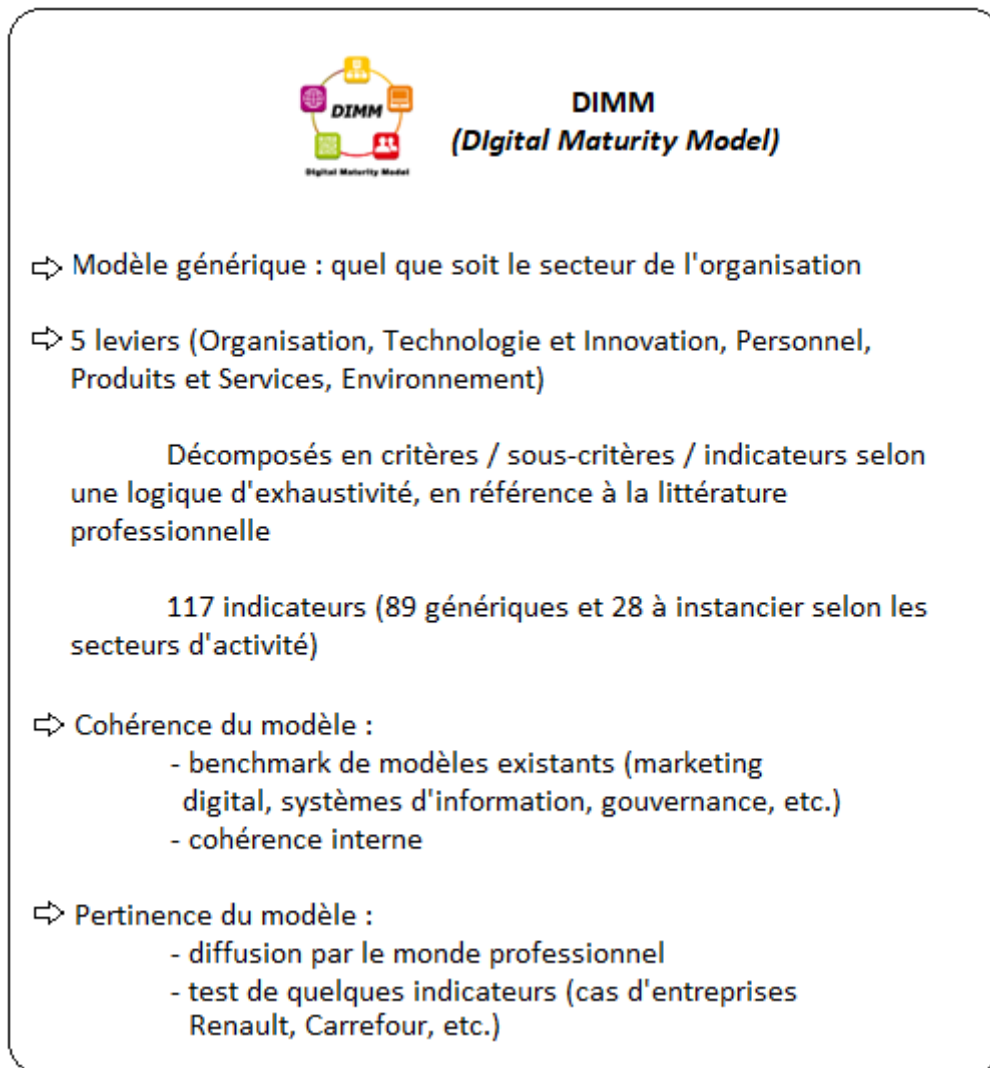 DIMM
Digital Maturity Model
DIMM
(DIgital Maturity Model)
Modèle générique : quel que soit le secteur de l'organisation
5 leviers (Organisation, Technologie et Innovation, Personnel,
Produits et Services, Environnement)
Décomposés en critères / sous-critères / indicateurs selon
une logique d'exhaustivité, en référence à la littérature
professionnelle
117 indicateurs (89 génériques et 28 à instancier selon les
secteurs d'activité)
Cohérence du modèle :
- benchmark de modèles existants (marketing
digital, systèmes d'information, gouvernance, etc.)
- cohérence interne
Pertinence du modèle :
- diffusion par le monde professionnel
- test de quelques indicateurs (cas d'entreprises
Renault, Carrefour, etc.)